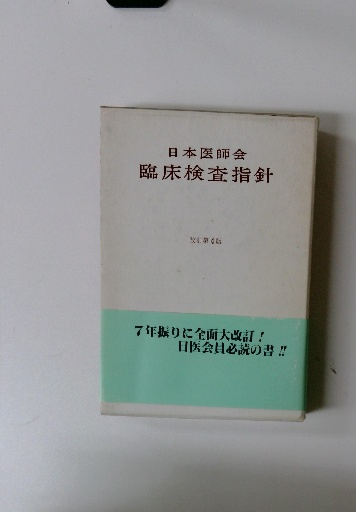 日本医師会
臨床検査指針
7年振りに全面大改訂！
日医会員必読の書!!